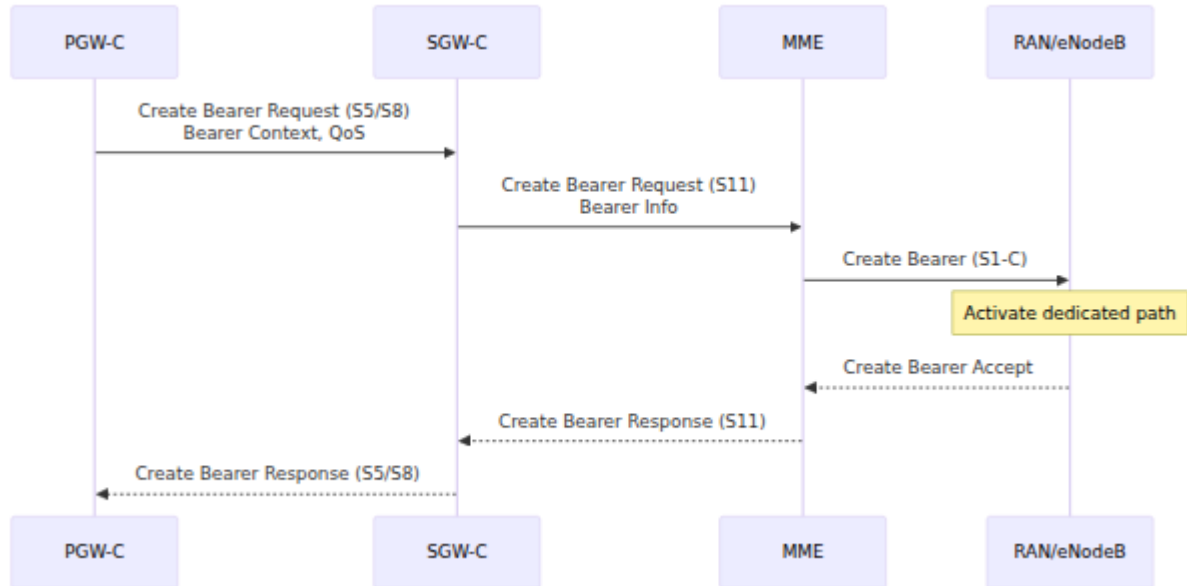 PGW-C
SGW-C
MME
RAN/eNodeB
Create Bearer Request (S5/S8)
Bearer Context, QoS
Create Bearer Request (S11)
Bearer Info
Create Bearer (S1-C)
Activate dedicated path
Create Bearer Accept
Create Bearer Response (S11)
Create Bearer Response (S5/S8)
PGW-C
SGW-C
MME
RAN/eNodeB